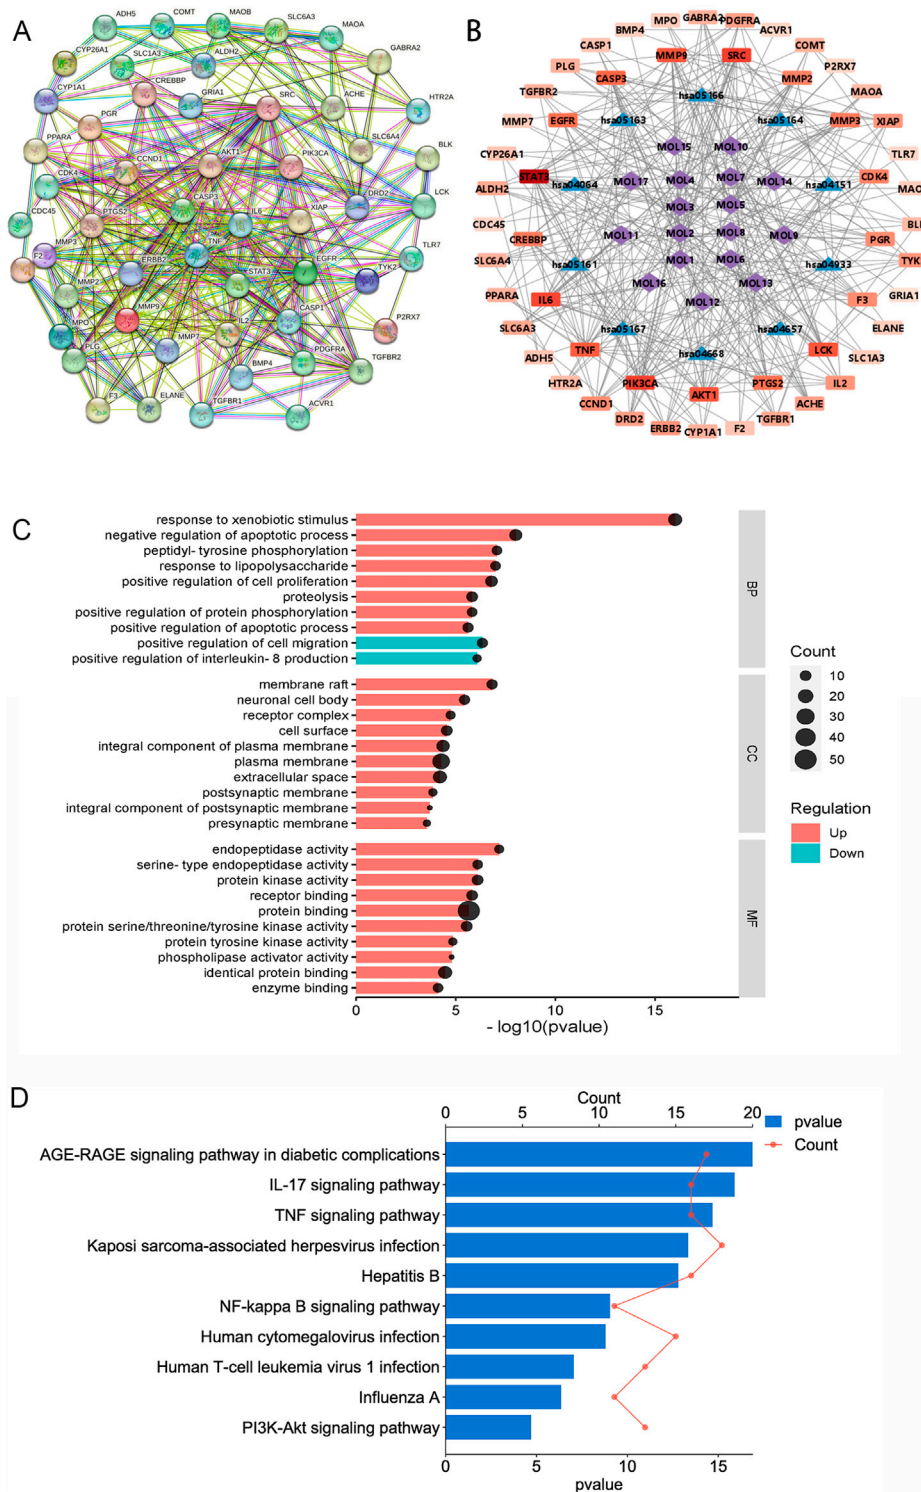 A
ADH5
COMT
MAOB
SLC6A3
MAOA
CYP26A1
SLC1A3
ALDH2
GABRA2
CYP1A1
CREBBP
GRIA1
SRC
ACHE
HTR2A
PGR
PPARA
CCND1
AKT1
PIK3CA
SLC6A4
BLK
CDK4
CASP3
DRD2
LCK
CDC45
PTGS2
IL6
XIAP
MMP3
F2
ERBB2
TNF
EGFR
TLR7
MMP2
STAT3
TYK2
MMP9
IL2
CASP1
P2RX7
MPO
MMP7
PLG
BMP4
PDGFRA
TGFBR2
F3
ELANE
TGFBR1
ACVR1
B
MPO
GABRA2
PDGFRA
BMP4
ACVR1
CASP1
MMP9
SRC
COMT
PLG
CASP3
MMP2
P2RX7
TGFBR2
hsa05166
MAOA
MMP7
EGFR
hsa05163
hsa05164
MMP3
XIAP
CYP26A1
MOL15
MOL10
TLR7
STAT3
MOL17
MOL4
MOL7
MOL14
CDK4
ALDH2
hsa04064
hsa04151
MOL3
MOL5
CDC45
CREBBP
MOL11
MOL2
MOL8
MOL9
PGR
SLC6A4
hsa05161
MOL1
MOL6
hsa04933
PPARA
IL6
MOL16
MOL12
MOL13
F3
GRIA1
SLC6A3
hsa05167
hsa04657
ELANE
ADH5
TNF
hsa04668
LCK
SLC1A3
HTR2A
PIK3CA
AKT1
PTGS2
IL2
CCND1
ACHE
DRD2
ERBB2
CYP1A1
F2
TGFBR1
C
response to xenobiotic stimulus
negative regulation of apoptotic process
peptidyl- tyrosine phosphorylation
response to lipopolysaccharide
positive regulation of cell proliferation
proteolysis
positive regulation of protein phosphorylation
positive regulation of apoptotic process
positive regulation of cell migration
positive regulation of interleukin- 8 production
BP
membrane raft
neuronal cell body
receptor complex
cell surface
integral component of plasma membrane
plasma membrane
extracellular space
postsynaptic membrane
integral component of postsynaptic membrane
presynaptic membrane
CC
endopeptidase activity
serine- type endopeptidase activity
protein kinase activity
receptor binding
protein binding
protein serine/threonine/tyrosine kinase activity
protein tyrosine kinase activity
phospholipase activator activity
identical protein binding
enzyme binding
MF
0 5 10 15
- log10(pvalue)
Count
10
20
30
40
50
Regulation
Up
Down
D
Count
0 5 10 15 20
pvalue
Count
AGE-RAGE signaling pathway in diabetic complications
IL-17 signaling pathway
TNF signaling pathway
Kaposi sarcoma-associated herpesvirus infection
Hepatitis B
NF-kappa B signaling pathway
Human cytomegalovirus infection
Human T-cell leukemia virus 1 infection
Influenza A
PI3K-Akt signaling pathway
0 5 10 15
pvalue